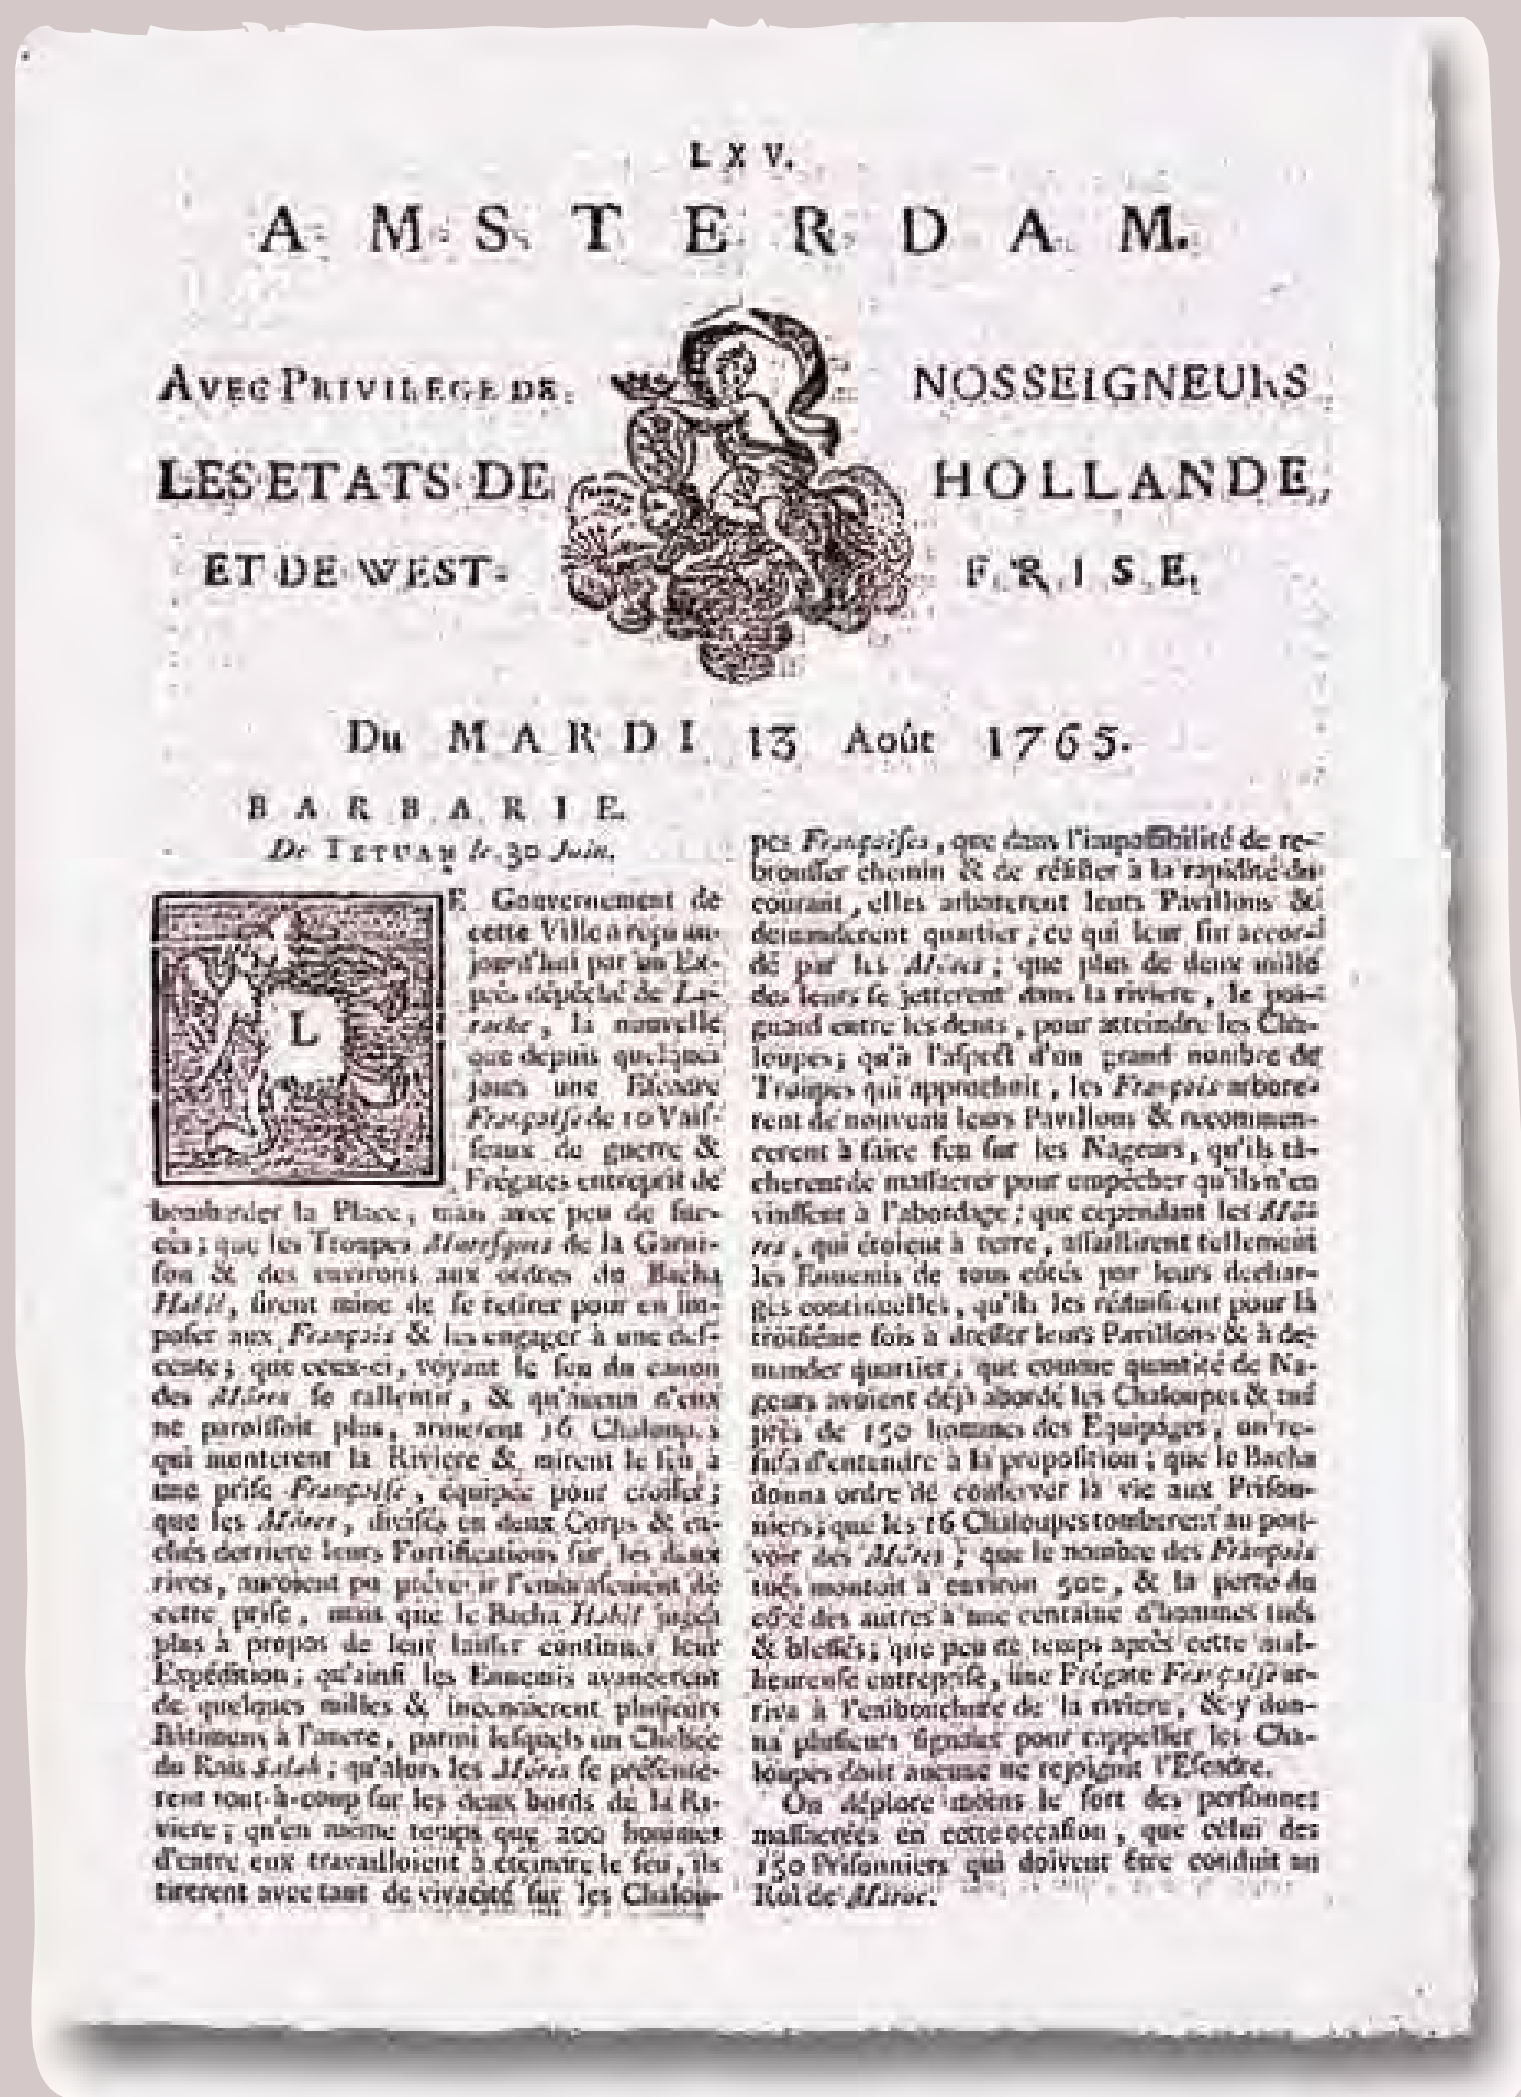 LXV.
AMSTERDAM.
AVEC PRIVILEGE DE NOSSEIGNEURS
LES ETATS DE HOLLANDE,
ET DE WEST-FRISE.
Du MARDI 13 Août 1765.
BARBARIE.
De TETUAN le 30 Juin.
LE Gouvernement de
cette Ville a reçu au-
jourd'hui par un Ex-
près dépêché de La-
rache, la nouvelle
que depuis quelques
jours une Escadre
Françaiſe de 10 Vaiſ-
ſeaux de guerre &
Frégates entreprit de
bombarder la Place, mais avec peu de ſuc-
cès; que les Troupes de la Garni-
ſon & des environs aux ordres du Bacha
Habit, firent mine de ſe retirer pour en im-
poſer aux Français & les engager à une deſ-
cente; que ceux-ci, voyant le feu du canon
des Môres ſe rallentir, & qu'aucun d'eux
ne paroiſſoit plus, armerent 16 Chaloupes
qui monterent la Riviere & mirent le feu à
une priſe Françaiſe, équipée pour croiſer;
que les Môres, diviſés en deux Corps & ca-
chés derriere leurs Fortifications ſur les deux
rives, auroient pu prévenir l'embraſement de
cette priſe, mais que le Bacha Habit jugea
plus à propos de leur laiſſer continuer leur
Expédition; qu'ainſi les Ennemis avancerent
de quelques milles & incendierent pluſieurs
Bâtimens à l'ancre, parmi leſquels un Chebec
du Rais Salah; qu'alors les Môres ſe préſente-
rent tout-à-coup ſur les deux bords de la Ri-
viere; qu'en même temps que 200 hommes
d'entre eux travailloient à éteindre le feu, ils
tirerent avec tant de vivacité ſur les Chalou-
pes Françaiſes, que dans l'impoſſibilité de re-
brouſſer chemin & de réſiſter à la rapidité du
courant, elles arborerent leurs Pavillons &
demanderent quartier, ce qui leur fut accor-
dé par les Môres; que plus de deux mille
des leurs ſe jetterent dans la riviere, le poi-
gnard entre les dents, pour atteindre les Cha-
loupes; qu'à l'aſpect d'un grand nombre de
Troupes qui approchoit, les Français arbore-
rent de nouveau leurs Pavillons & recommen-
cerent à faire feu ſur les Nageurs, qu'ils tâ-
cherent de maſſacrer pour empêcher qu'ils n'en
vinſſent à l'abordage; que cependant les Mô-
res, qui étoient à terre, aſſaillirent tellement
les Ennemis de tous côtés par leurs déchar-
ges continuelles, qu'ils les réduiſirent pour la
troiſiéme fois à dreſſer leurs Pavillons & à de-
mander quartier; que comme quantité de Na-
geurs avoient déjà abordé les Chaloupes & tué
près de 150 hommes des Equipages, on re-
fuſa d'entendre à la propoſition; que le Bacha
donna ordre de conſerver la vie aux Priſon-
niers; que les 16 Chaloupes tomberent au pou-
voir des Môres; que le nombre des Français
tués montoit à environ 500, & la perte du
côté des autres à une centaine d'hommes tués
& bleſſés; que peu de temps après cette mal-
heureuſe entrepriſe, une Frégate Françaiſe ar-
riva à l'embouchure de la riviere, & y don-
na pluſieurs ſignaux pour rappeller les Cha-
loupes dont aucune ne rejoignit l'Eſcadre.
On déplore moins le ſort des perſonnes
maſſacrées en cette occaſion, que celui des
150 Priſonniers qui doivent être conduit au
Roi de Maroc.